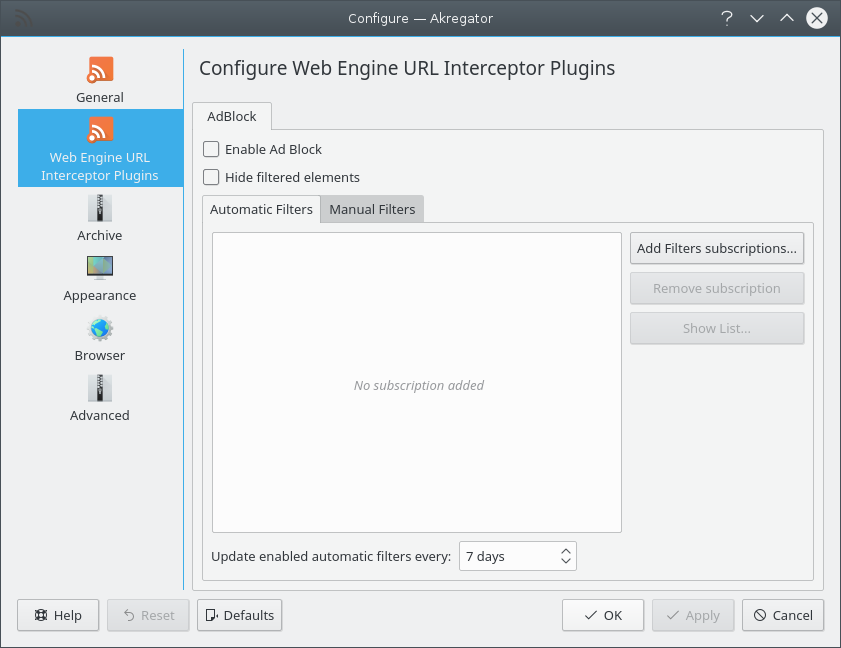 Configure — Akregator
General
Web Engine URL
Interceptor Plugins
Archive
Appearance
Browser
Advanced
Configure Web Engine URL Interceptor Plugins
AdBlock
Enable Ad Block
Hide filtered elements
Automatic Filters Manual Filters
No subscription added
Add Filters subscriptions...
Remove subscription
Show List...
Update enabled automatic filters every: 7 days
Help Reset Defaults OK Apply Cancel